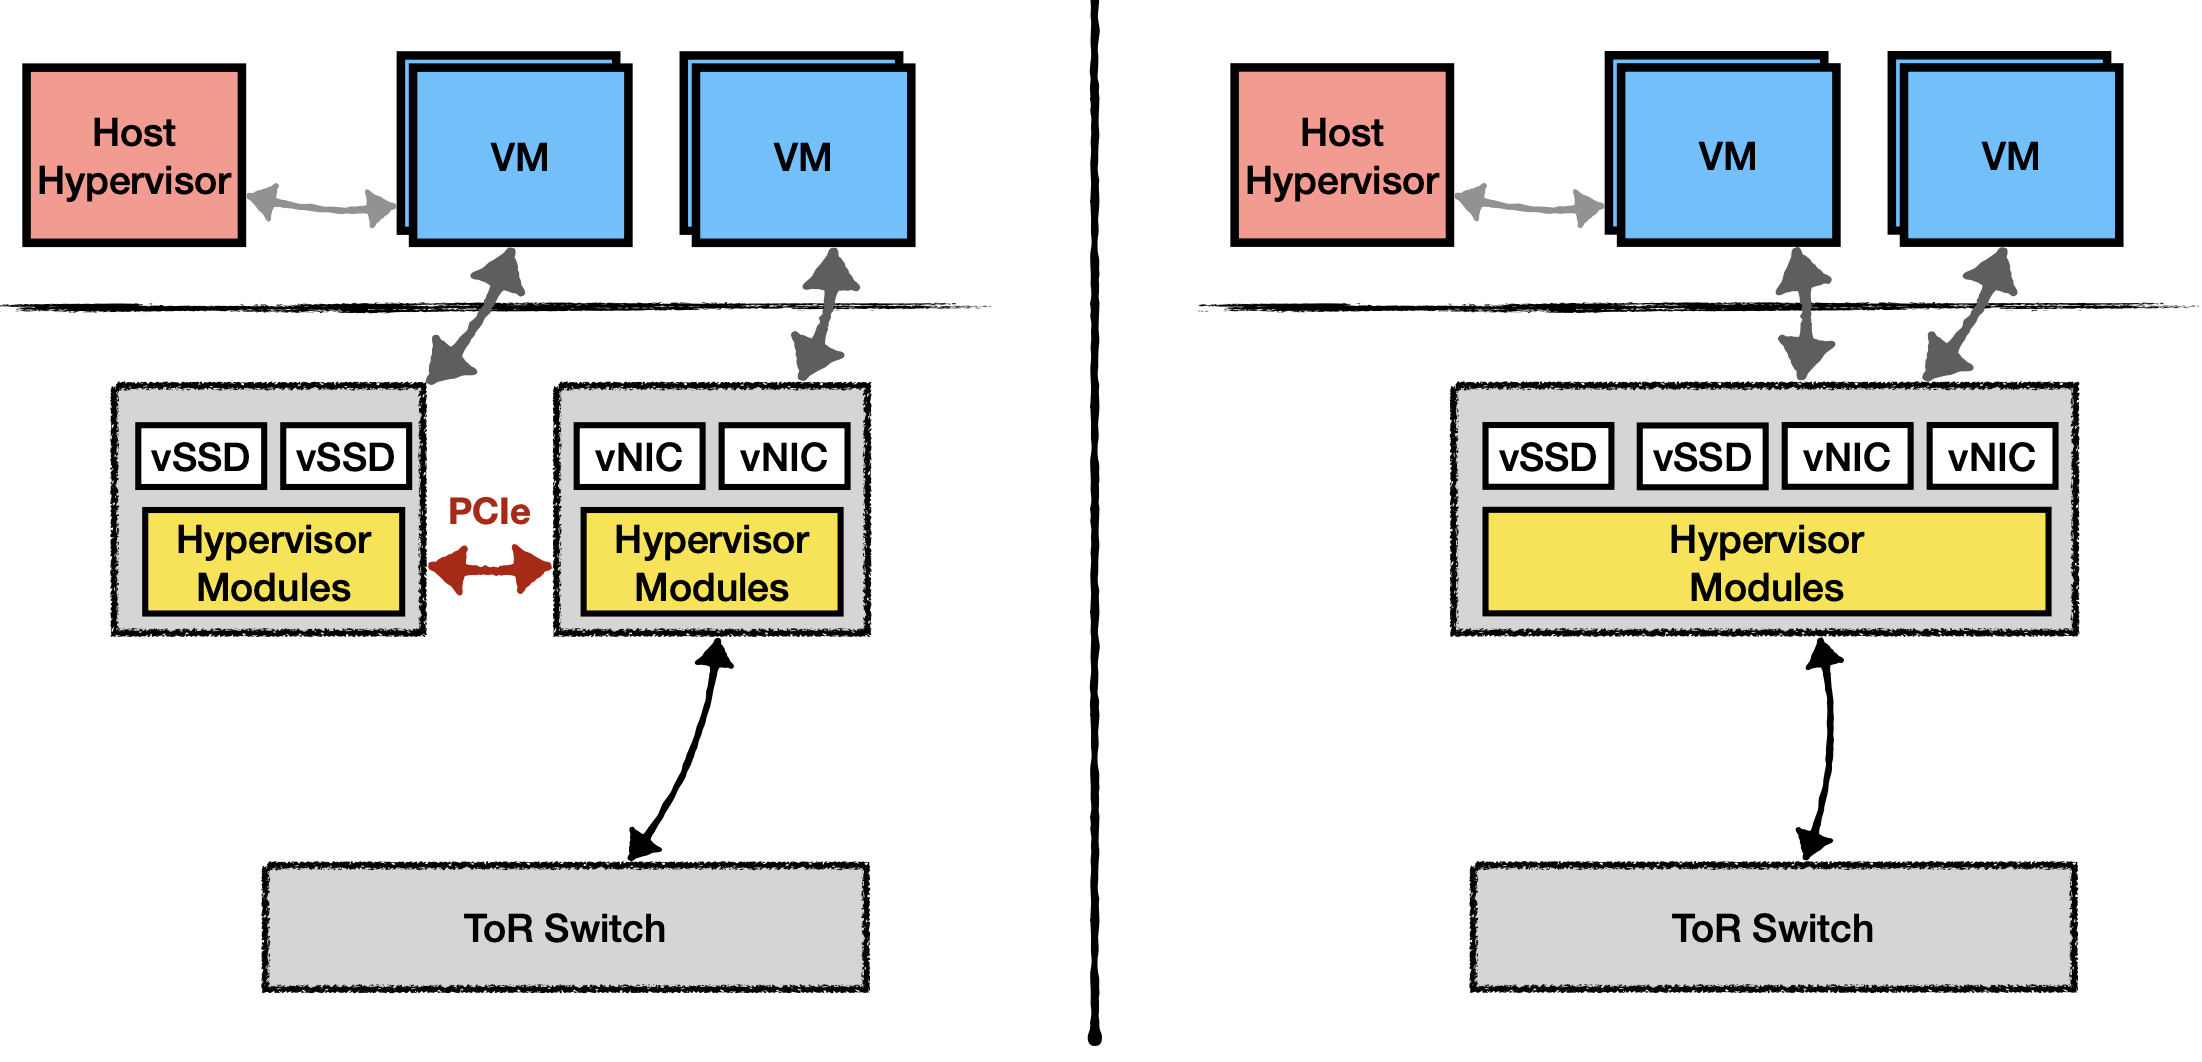 Host
Hypervisor
VM
VM
vSSD
vSSD
vNIC
vNIC
PCIe
Hypervisor
Modules
Hypervisor
Modules
ToR Switch
Host
Hypervisor
VM
VM
vSSD
vSSD
vNIC
vNIC
Hypervisor
Modules
ToR Switch